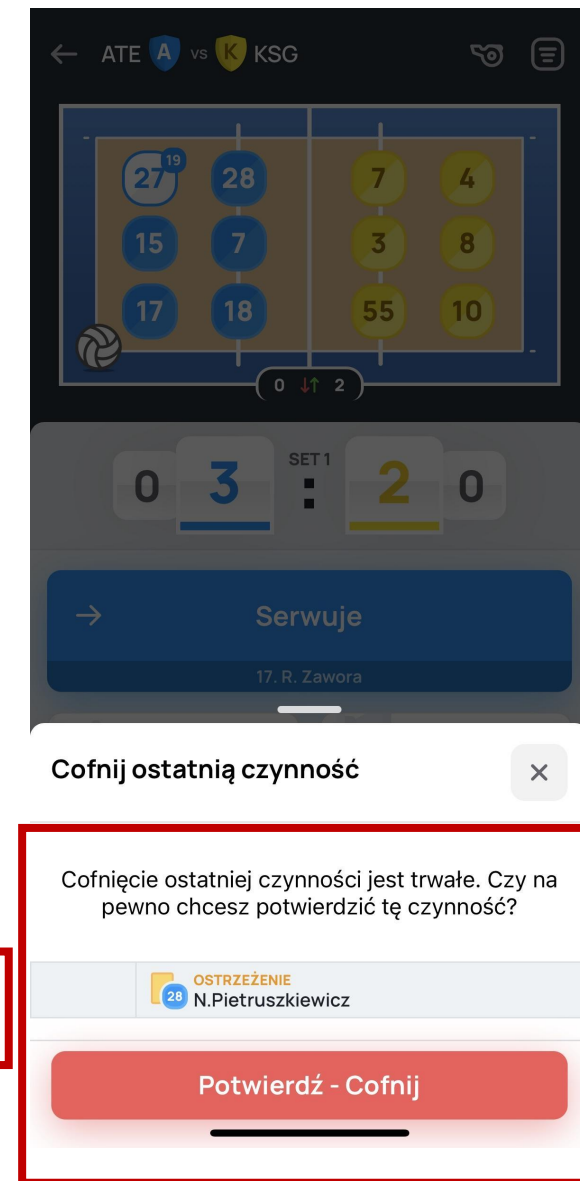 ATE A vs K KSG
27 19 28 7 4
15 7 3 8
17 18 55 10
0 2
SET 1
0 3 : 2 0
Serwuje
17. R. Zawora
Cofnij ostatnią czynność
Cofnięcie ostatniej czynności jest trwałe. Czy na
pewno chcesz potwierdzić tę czynność?
OSTRZEŻENIE
28 N.Pietruszkiewicz
Potwierdź - Cofnij